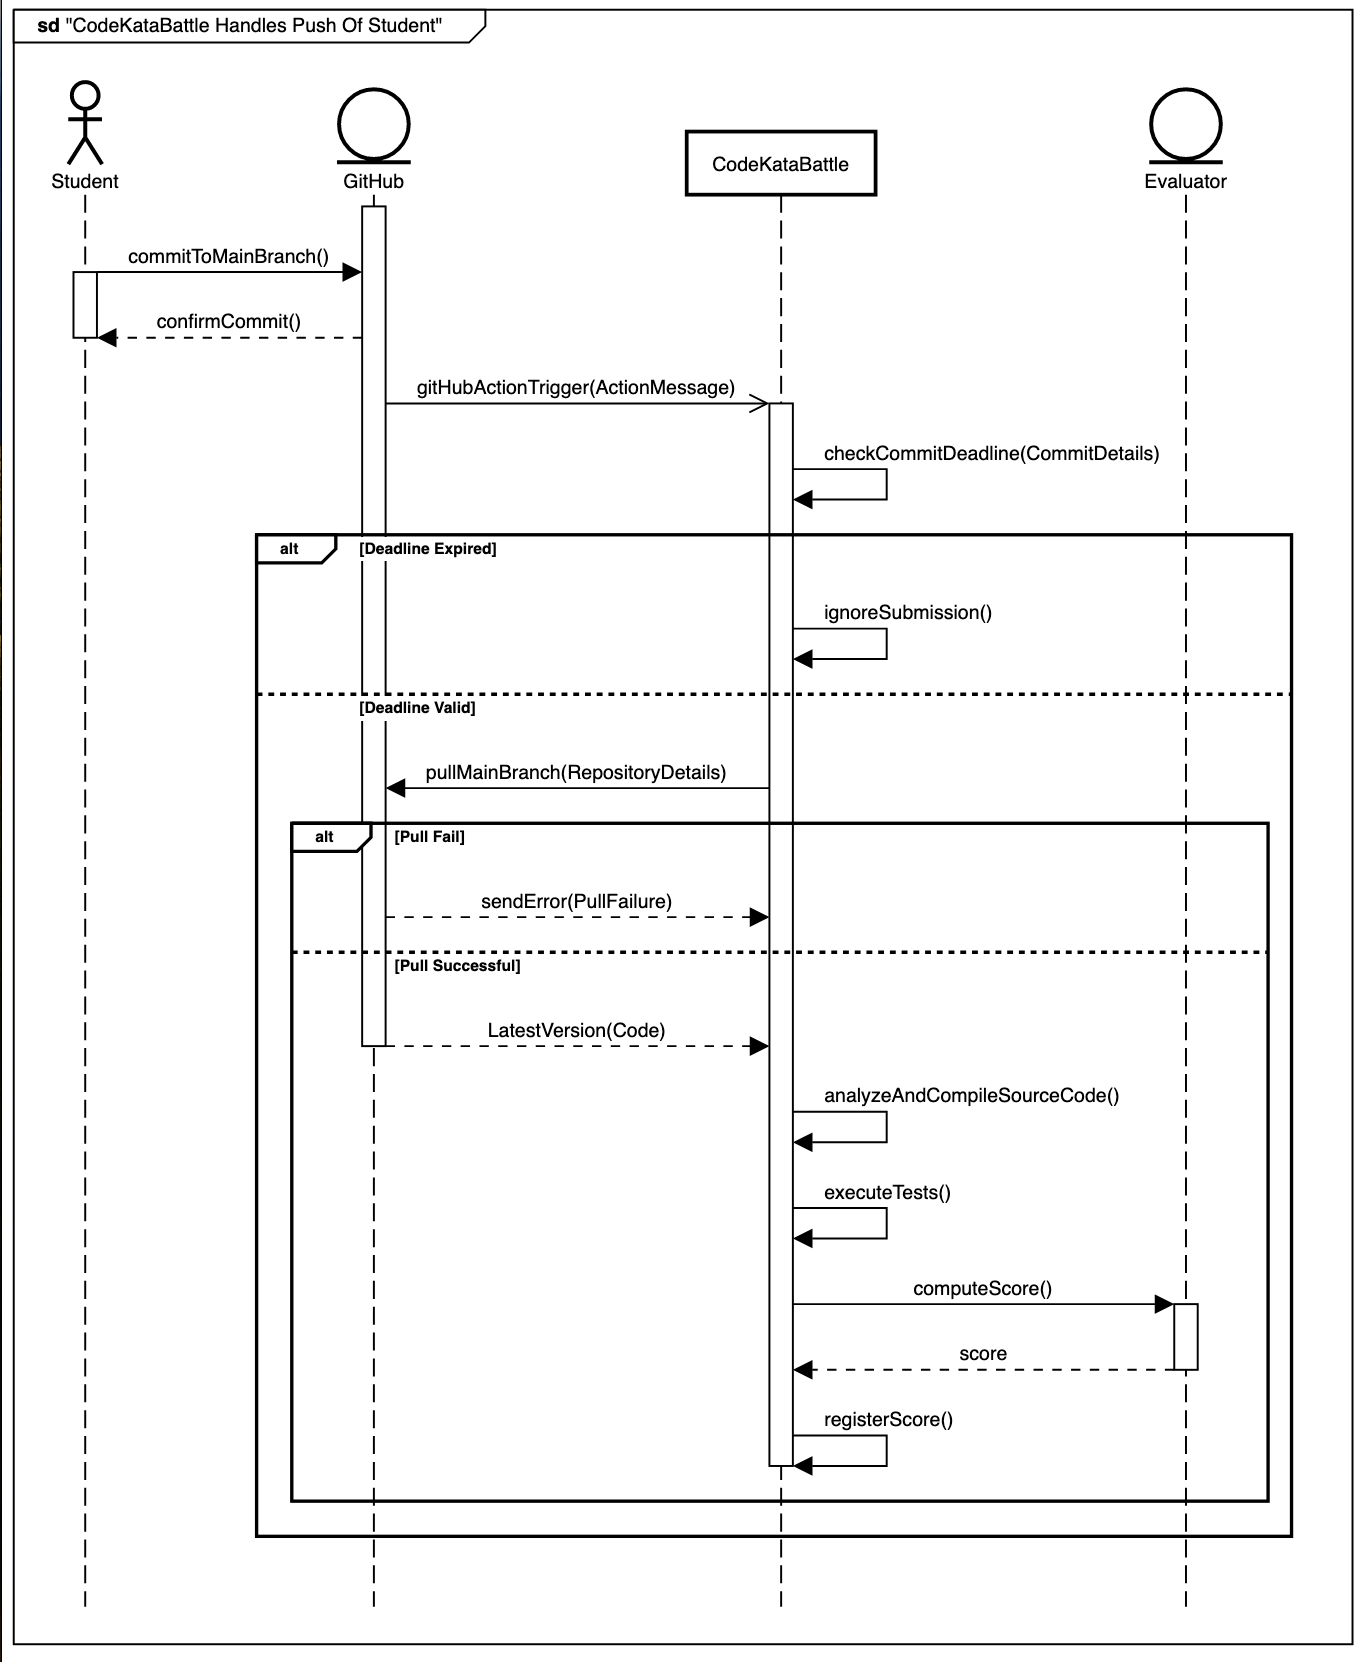 sd "CodeKataBattle Handles Push Of Student"
Student
GitHub
CodeKataBattle
Evaluator
commitToMainBranch()
confirmCommit()
gitHubActionTrigger(ActionMessage)
checkCommitDeadline(CommitDetails)
alt [Deadline Expired]
ignoreSubmission()
[Deadline Valid]
pullMainBranch(RepositoryDetails)
alt [Pull Fail]
sendError(PullFailure)
[Pull Successful]
LatestVersion(Code)
analyzeAndCompileSourceCode()
executeTests()
computeScore()
score
registerScore()